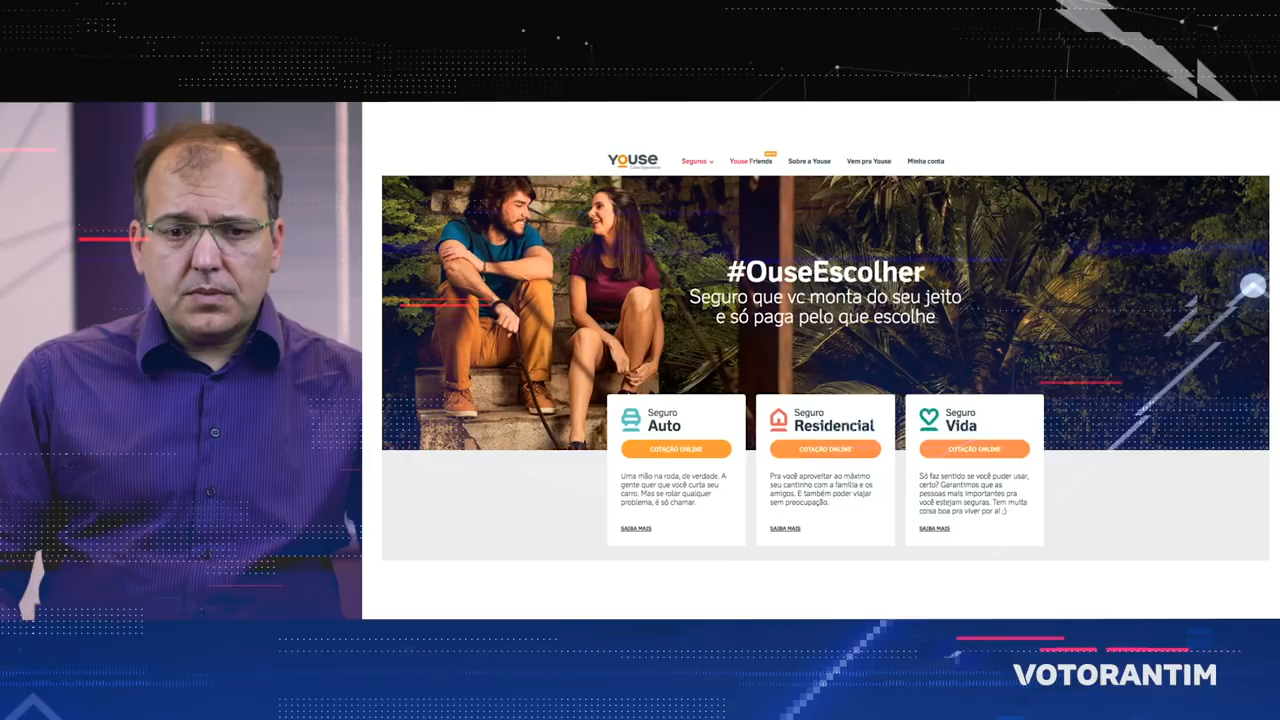 YOUSE
Seguros
Youse Friends
Sobre a Youse
Vem pra Youse
Minha conta
#OuseEscolher
Seguro que vc monta do seu jeito
e só paga pelo que escolhe
Seguro
Auto
COTAÇÃO ONLINE
Uma mão na roda, de verdade. A
gente quer que você curta seu
carro. Mas se rolar qualquer
problema, é só chamar.
SAIBA MAIS
Seguro
Residencial
COTAÇÃO ONLINE
Pra você aproveitar ao máximo
seu cantinho com a família e os
amigos. E também poder viajar
sem preocupação.
SAIBA MAIS
Seguro
Vida
COTAÇÃO ONLINE
Só faz sentido se você puder usar,
certo? Garantimos que as
pessoas mais importantes pra
você estejam seguras. Tem muita
coisa boa pra viver por aí ;)
SAIBA MAIS
VOTORANTIM